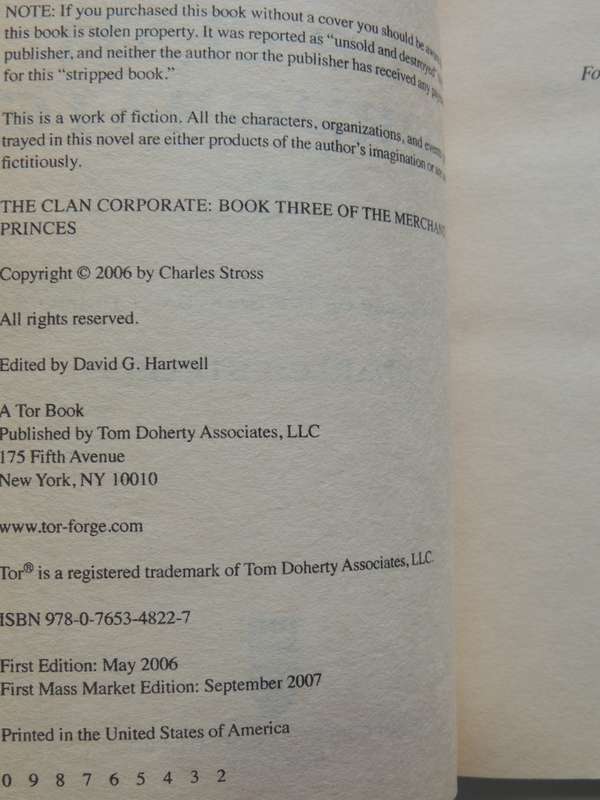 NOTE: If you purchased this book without a cover you should be
this book is stolen property. It was reported as “unsold and destroyed”
publisher, and neither the author nor the publisher has received any
for this “stripped book.”
This is a work of fiction. All the characters, organizations, and
trayed in this novel are either products of the author’s imagination or
fictitiously.
THE CLAN CORPORATE: BOOK THREE OF THE MERCHAN
PRINCES
Copyright © 2006 by Charles Stross
All rights reserved.
Edited by David G. Hartwell
A Tor Book
Published by Tom Doherty Associates, LLC
175 Fifth Avenue
New York, NY 10010
www.tor-forge.com
Tor® is a registered trademark of Tom Doherty Associates, LLC.
ISBN 978-0-7653-4822-7
First Edition: May 2006
First Mass Market Edition: September 2007
Printed in the United States of America
0 9 8 7 6 5 4 3 2
Fo